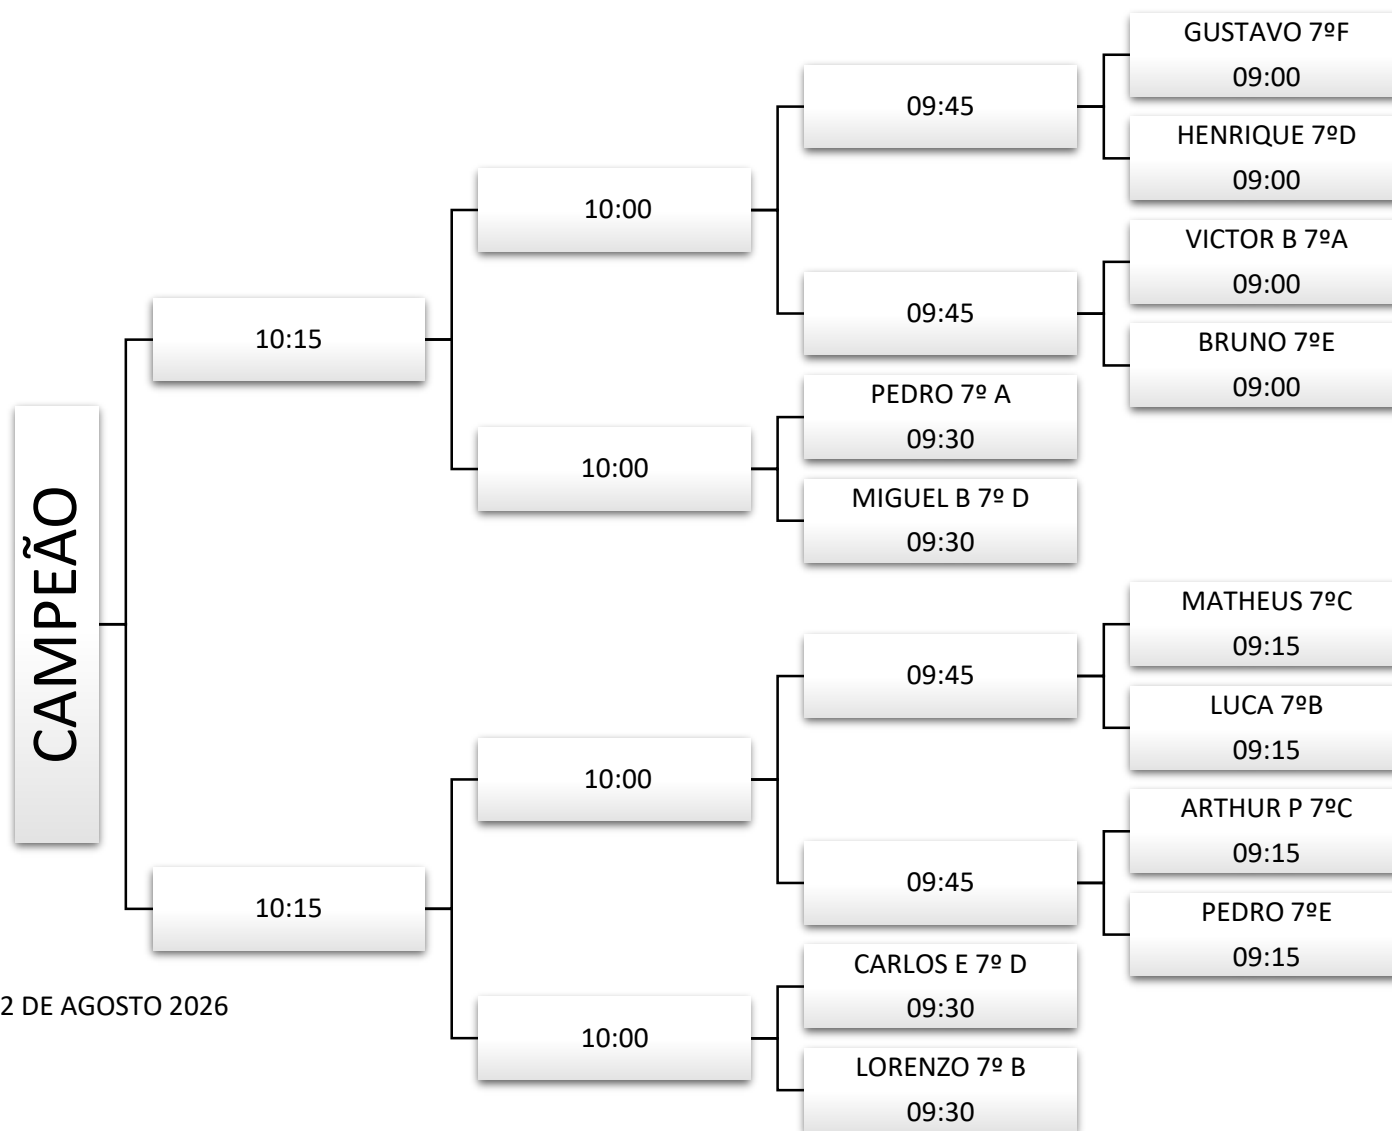 GUSTAVO 7ºF
09:00
09:45
HENRIQUE 7ºD
09:00
10:00
VICTOR B 7ºA
09:00
09:45
BRUNO 7ºE
09:00
10:15
PEDRO 7º A
09:30
10:00
MIGUEL B 7º D
09:30
CAMPEÃO
MATHEUS 7ºC
09:15
09:45
LUCA 7ºB
09:15
10:00
ARTHUR P 7ºC
09:15
09:45
PEDRO 7ºE
09:15
10:15
CARLOS E 7º D
09:30
2 DE AGOSTO 2026
10:00
LORENZO 7º B
09:30